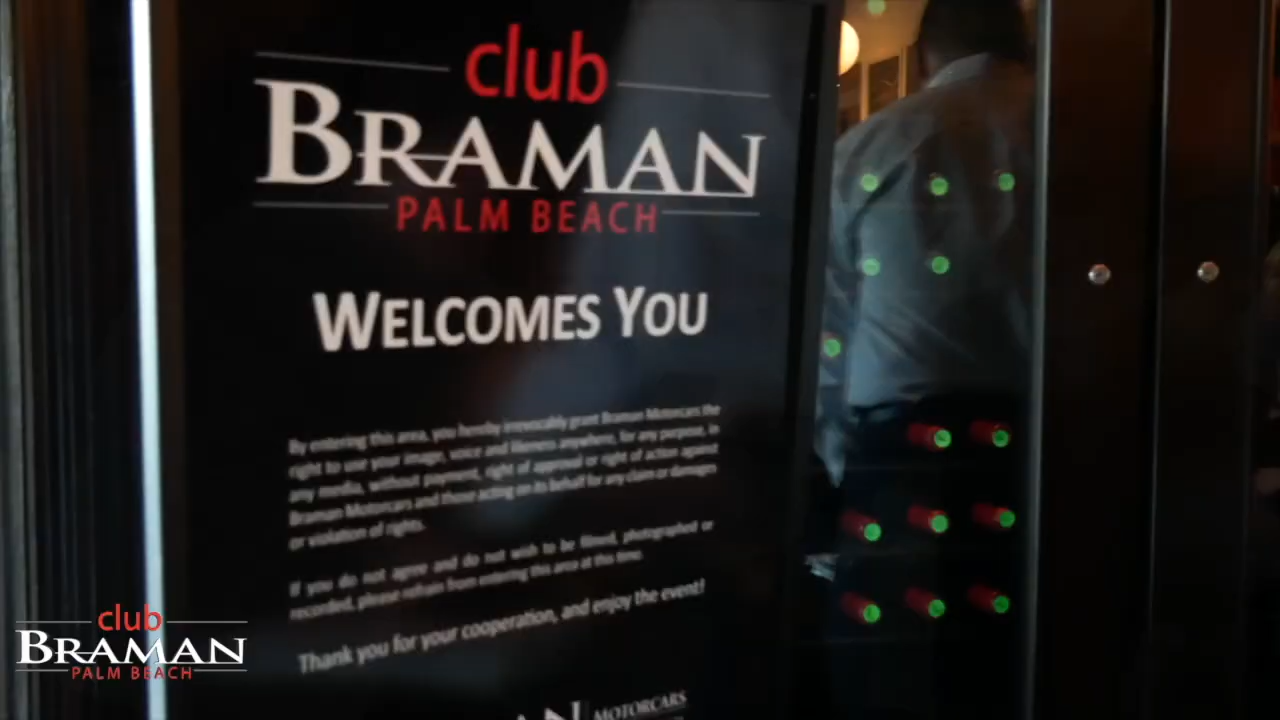 club
BRAMAN
PALM BEACH
WELCOMES YOU
By entering this area, you hereby irrevocably grant Braman Motorcars the
right to use your image, voice and likeness anywhere, for any purpose, in
any media, without payment, right of approval or right of action against
Braman Motorcars and those acting on its behalf for any claim or damages
or violation of rights.
If you do not agree and do not wish to be filmed, photographed or
recorded, please refrain from entering this area at this time.
Thank you for your cooperation, and enjoy the event!
AN MOTORCARS
club
BRAMAN
PALM BEACH